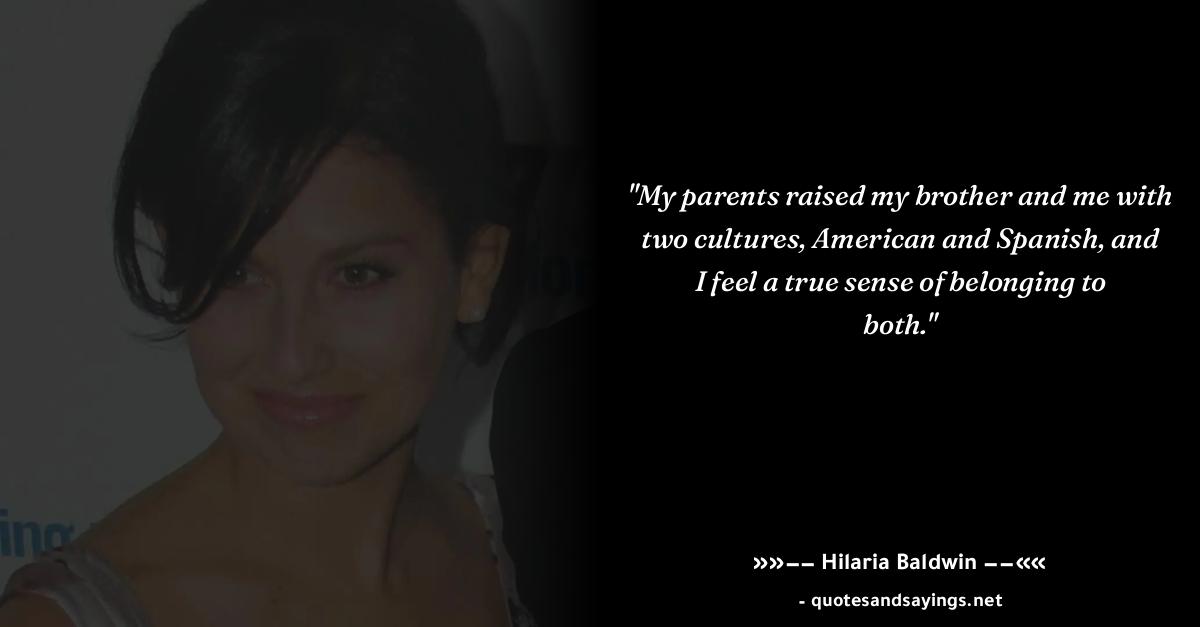 "My parents raised my brother and me with
two cultures, American and Spanish, and
I feel a true sense of belonging to
both."
»»–– Hilaria Baldwin ––««
- quotesandsayings.net
ing